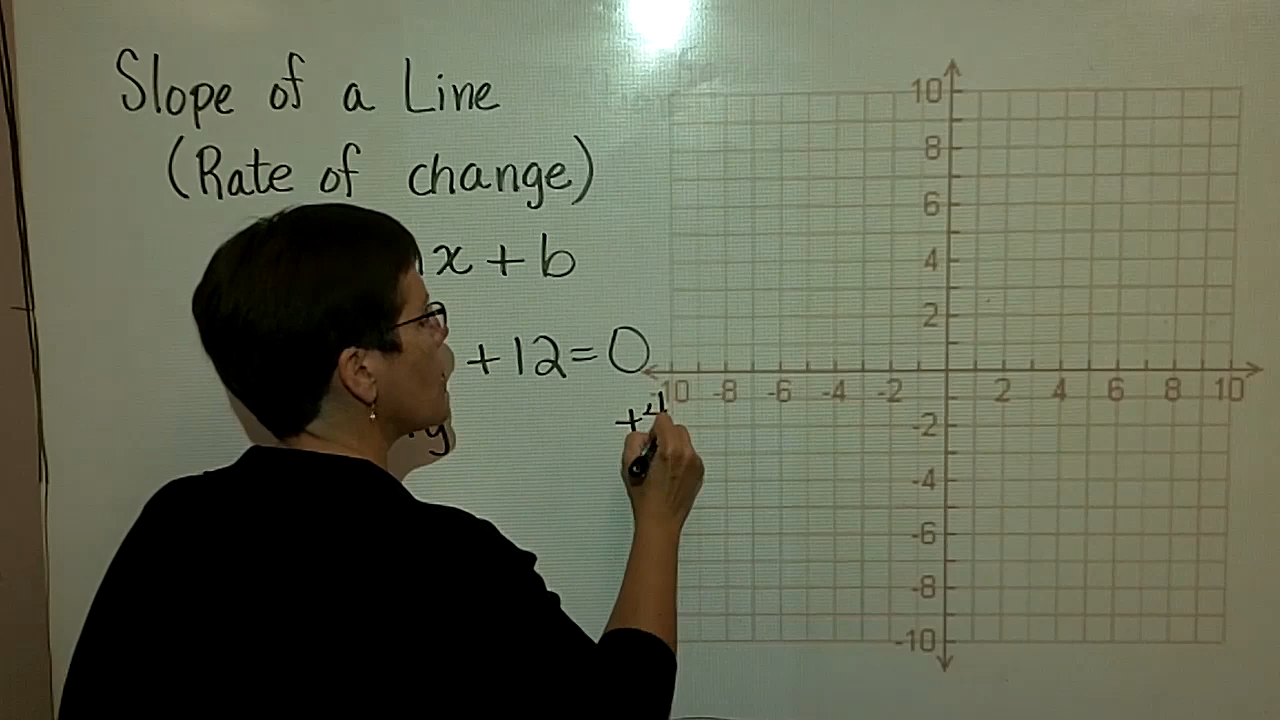 Slope of a Line
(Rate of change)
x + b
+12=0
+4
y
10
8
6
4
2
-10 -8 -6 -4 -2 2 4 6 8 10
-2
-4
-6
-8
-10